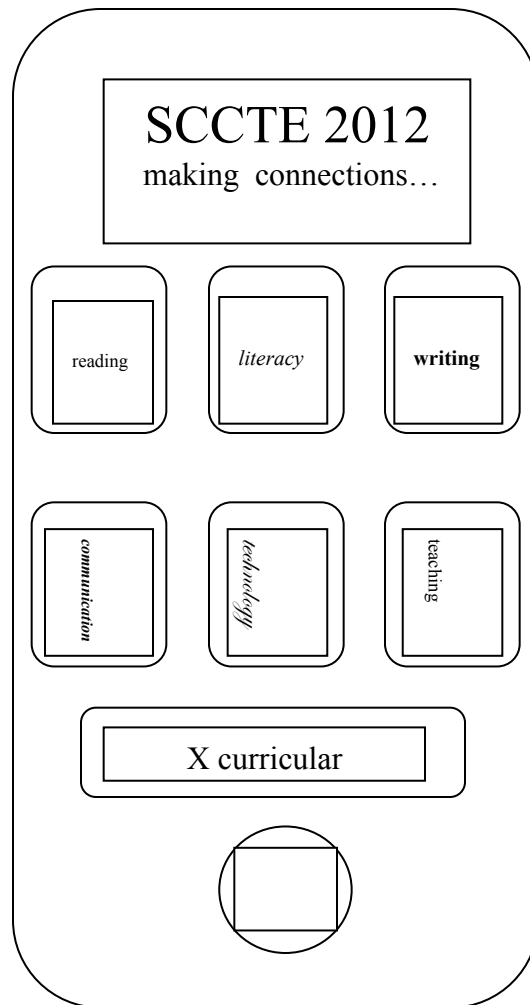 SCCTE 2012
making connections…
reading
literacy
writing
communication
technology
teaching
X curricular